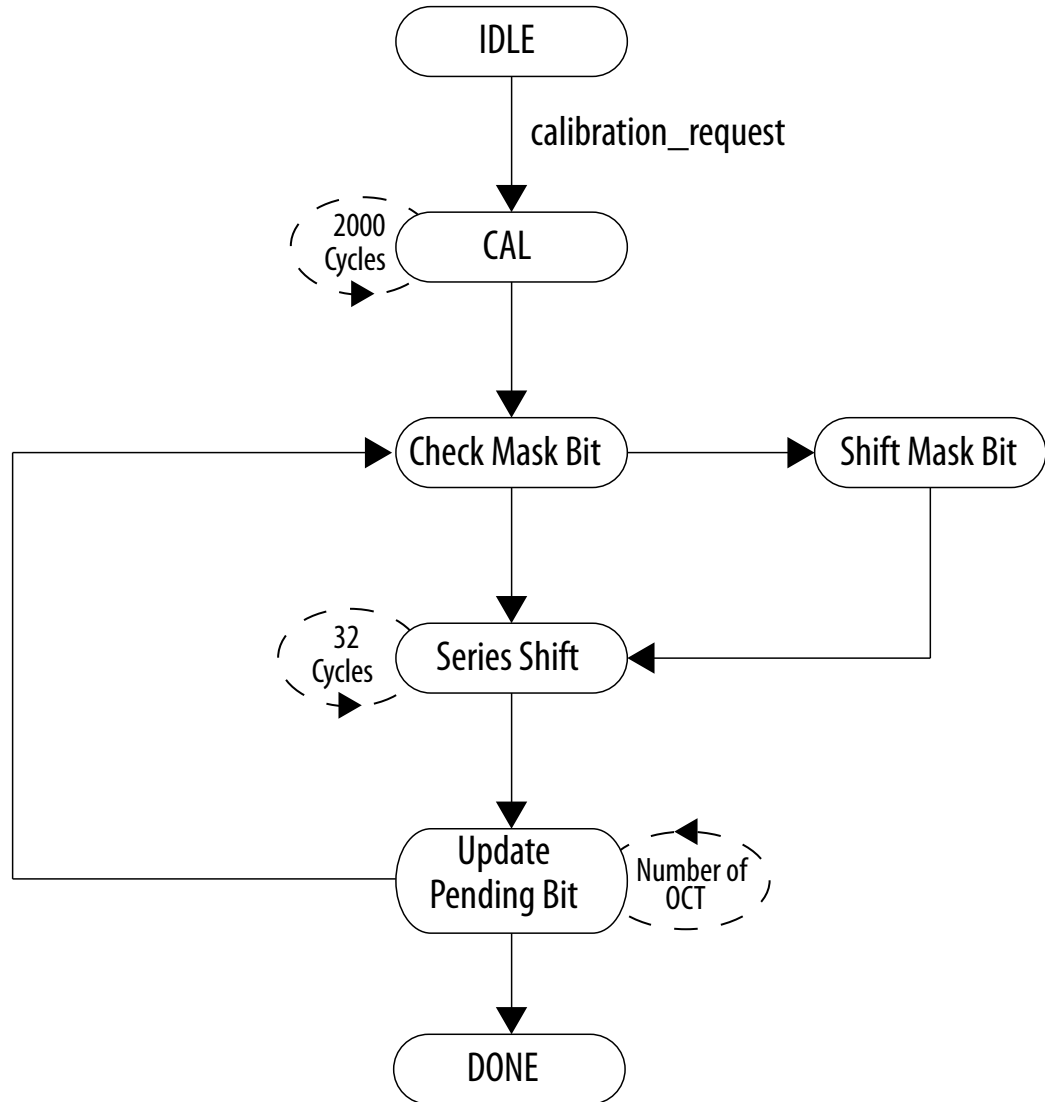 IDLE
calibration_request
2000
Cycles
CAL
Check Mask Bit
Shift Mask Bit
32
Cycles
Series Shift
Update
Pending Bit
Number of
OCT
DONE